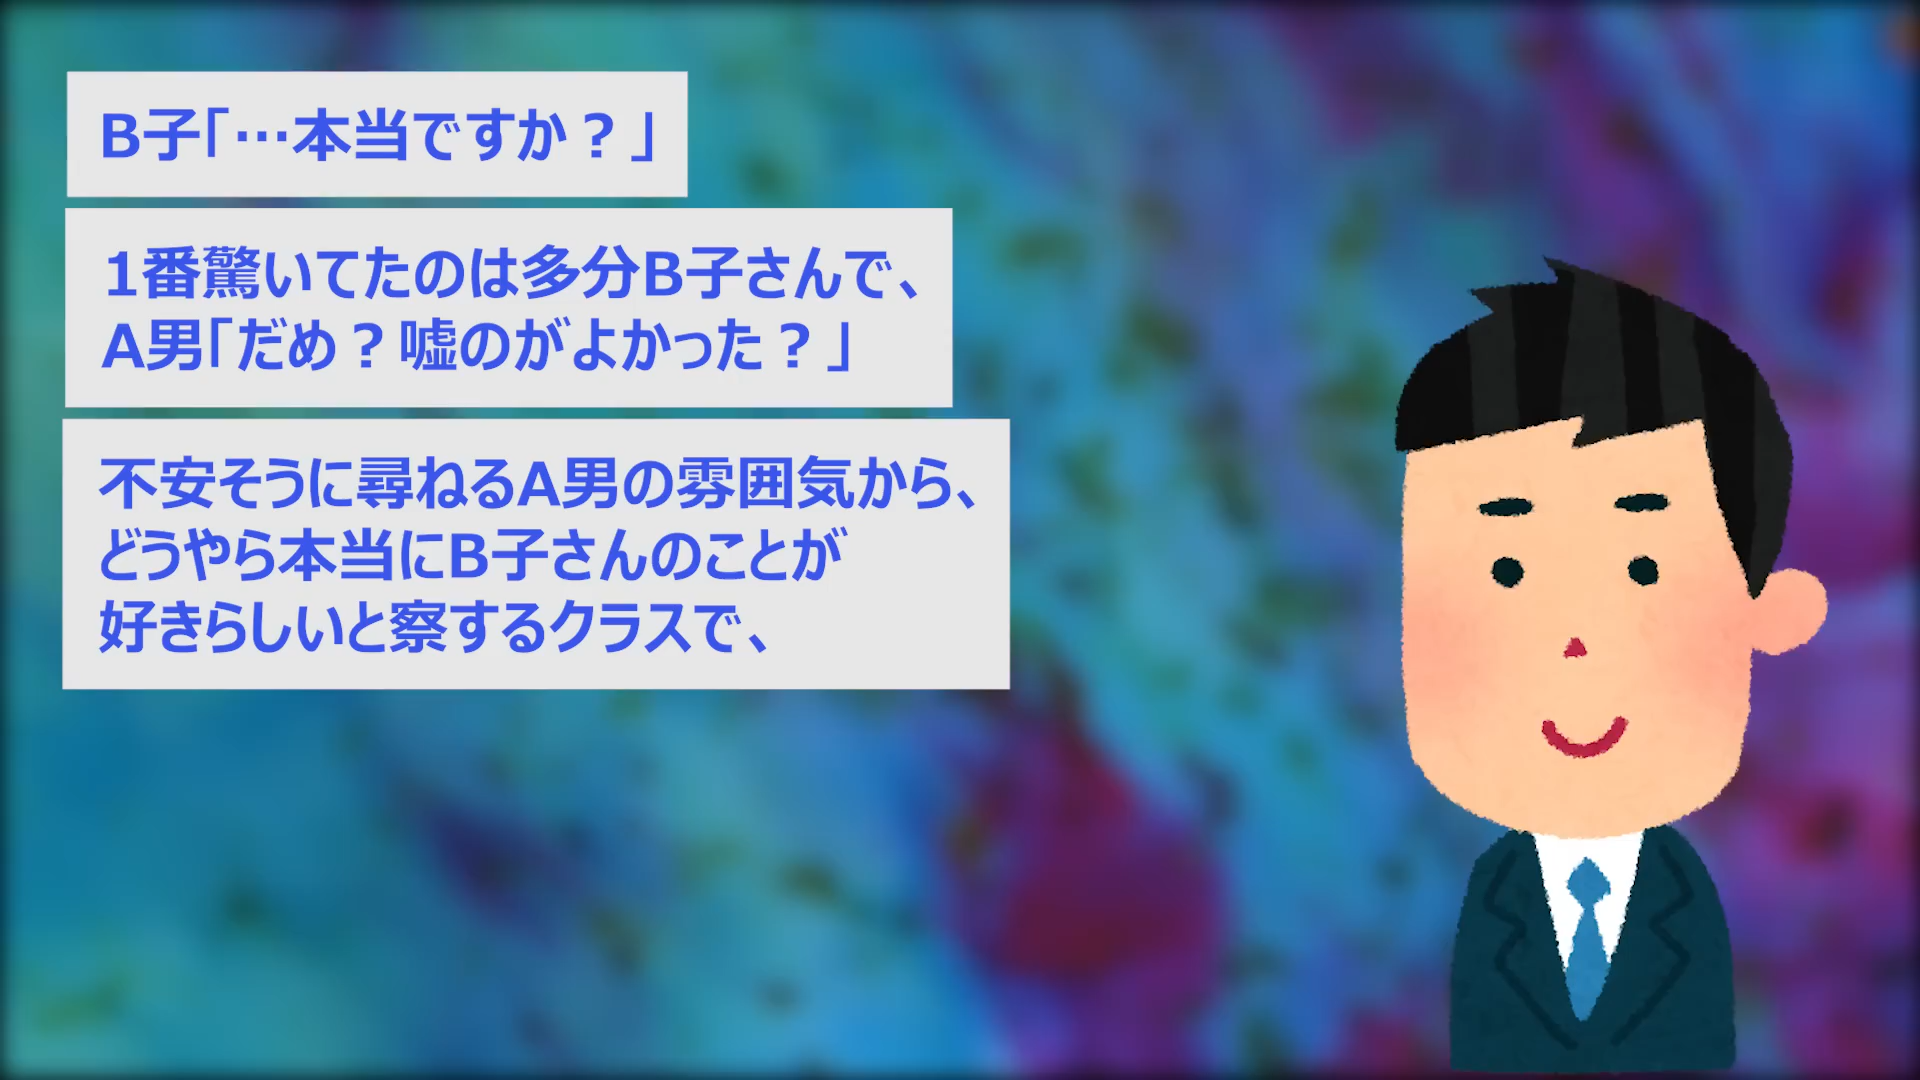 B子「…本当ですか？」
1番驚いてたのは多分B子さんで、
A男「だめ？嘘のがよかった？」
不安そうに尋ねるA男の雰囲気から、
どうやら本当にB子さんのことが
好きらしいと察するクラスで、